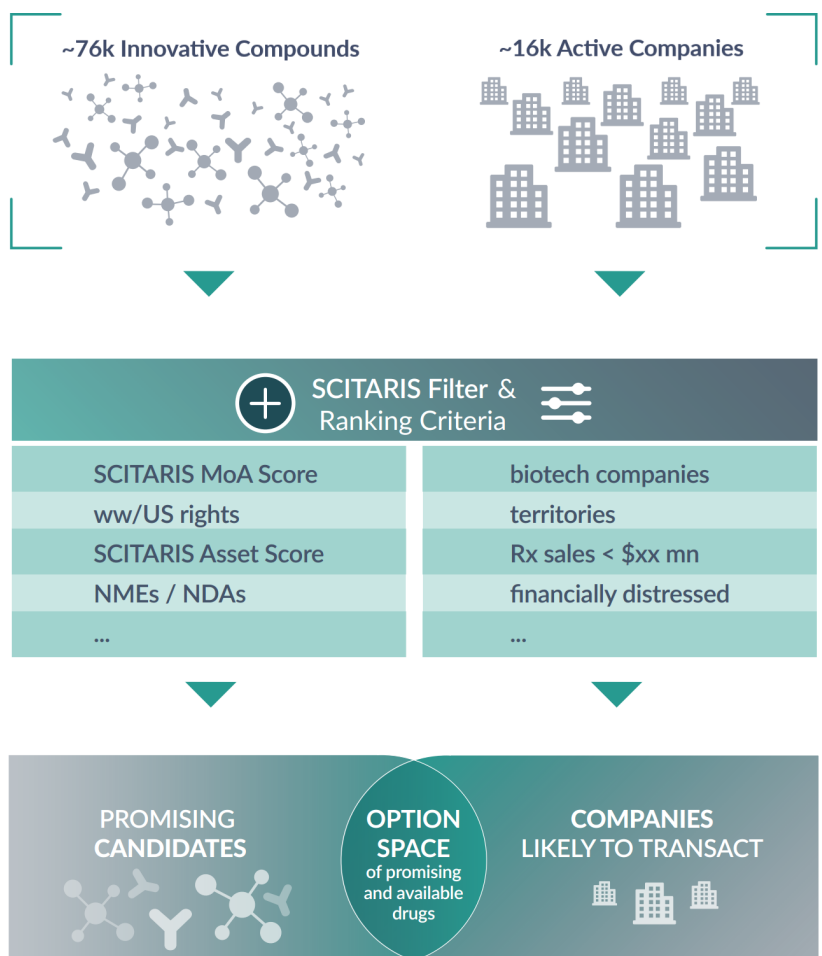 ~76k Innovative Compounds
~16k Active Companies
SCITARIS Filter &
Ranking Criteria
SCITARIS MoA Score
ww/US rights
SCITARIS Asset Score
NMEs / NDAs
...
biotech companies
territories
Rx sales < $xx mn
financially distressed
...
PROMISING
CANDIDATES
OPTION
SPACE
of promising
and available
drugs
COMPANIES
LIKELY TO TRANSACT